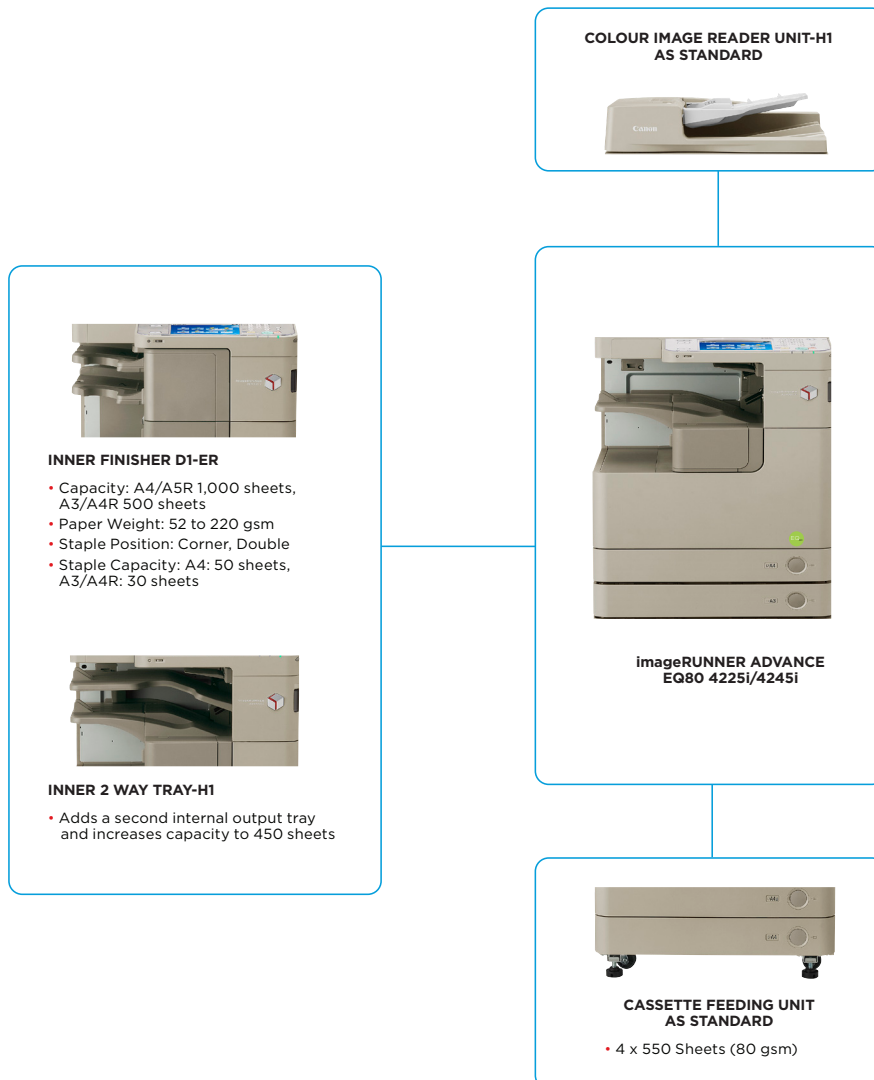 COLOUR IMAGE READER UNIT-H1
AS STANDARD
Canon
INNER FINISHER D1-ER
• Capacity: A4/A5R 1,000 sheets,
A3/A4R 500 sheets
• Paper Weight: 52 to 220 gsm
• Staple Position: Corner, Double
• Staple Capacity: A4: 50 sheets,
A3/A4R: 30 sheets
INNER 2 WAY TRAY-H1
• Adds a second internal output tray
and increases capacity to 450 sheets
imageRUNNER ADVANCE
EQ80 4225i/4245i
CASSETTE FEEDING UNIT
AS STANDARD
• 4 x 550 Sheets (80 gsm)